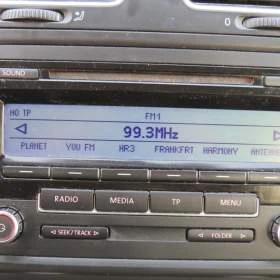 0
SOUND
NO TP
FM1
99.3MHz
PLANET YOU FM HR3 FRANKFRT HARMONY
RADIO MEDIA TP MENU
SEEK/TRACK FOLDER